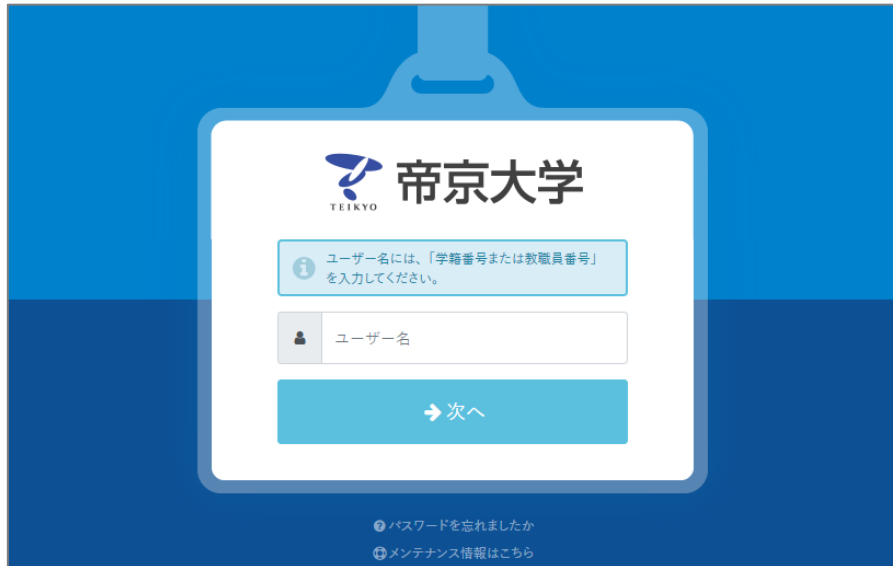 TEIKYO 帝京大学
ユーザー名には、「学籍番号または教職員番号」
を入力してください。
ユーザー名
次へ
パスワードを忘れましたか
メンテナンス情報はこちら